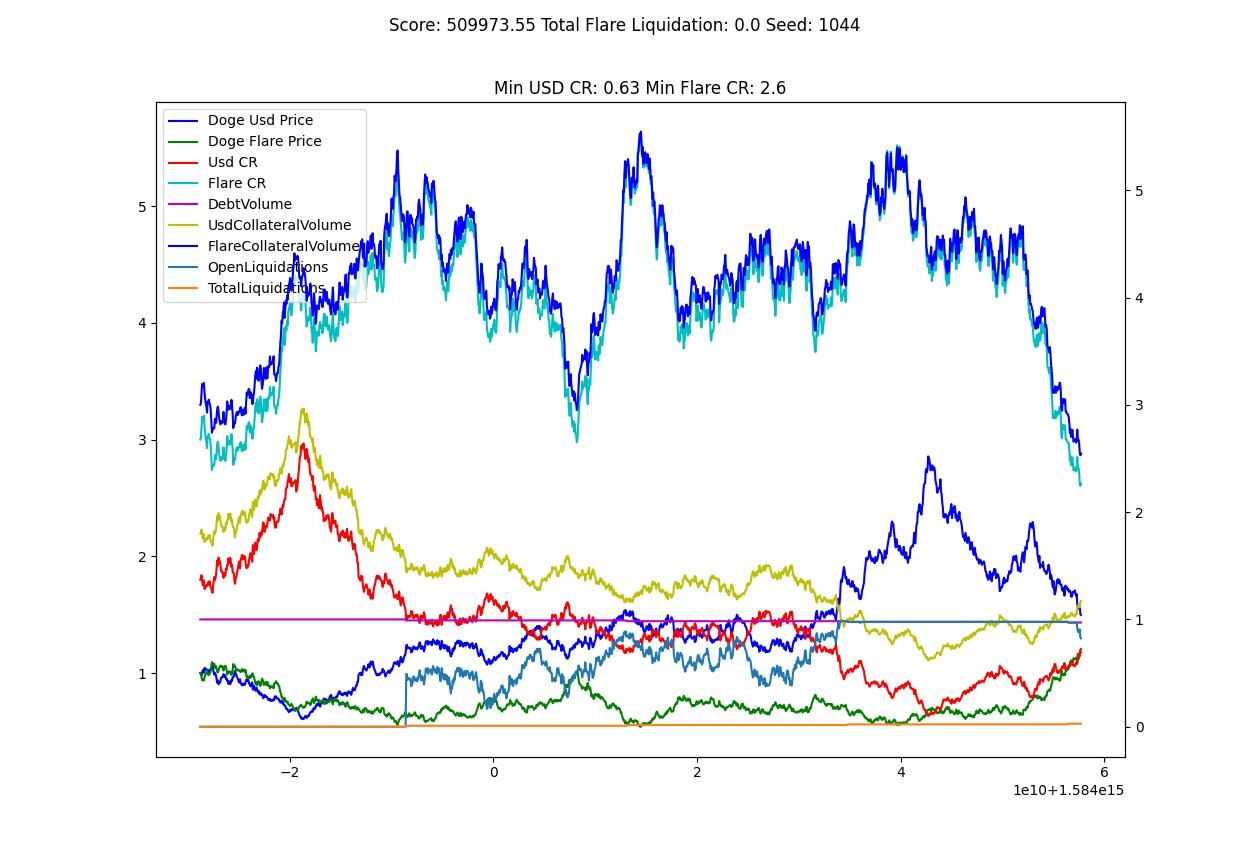 Score: 509973.55 Total Flare Liquidation: 0.0 Seed: 1044
Min USD CR: 0.63 Min Flare CR: 2.6
Doge Usd Price
Doge Flare Price
Usd CR
Flare CR
DebtVolume
UsdCollateralVolume
FlareCollateralVolume
OpenLiquidations
TotalLiquidations
5
4
3
2
1
5
4
3
2
1
0
−2
0
2
4
6
1e10+1.584e15